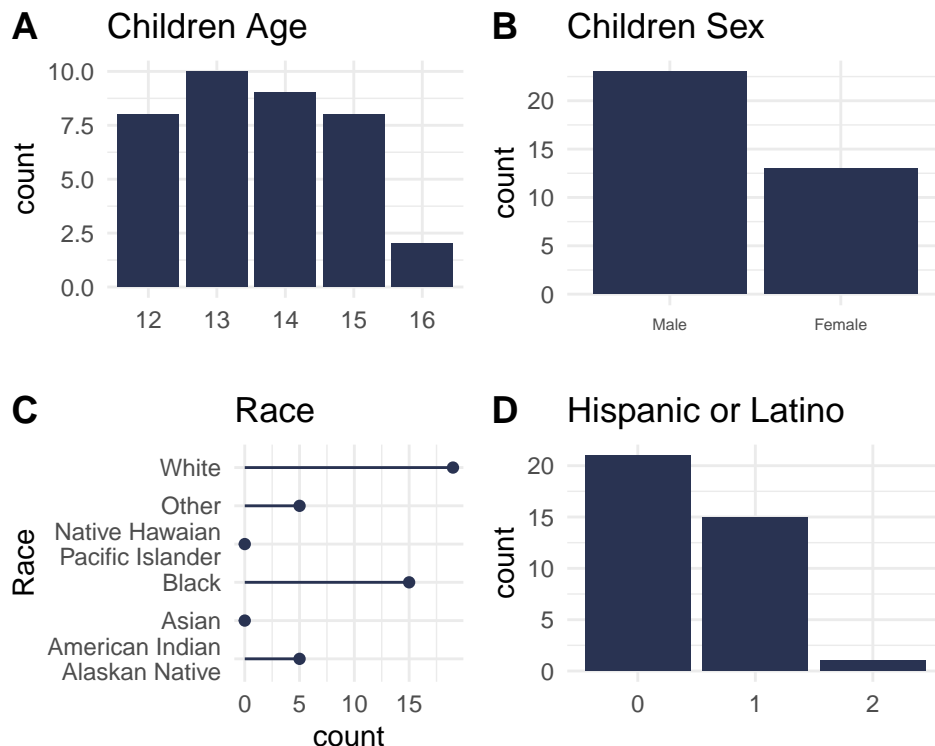 A Children Age
10.0
7.5
5.0
2.5
0.0
count
12 13 14 15 16
B Children Sex
20
15
10
5
0
count
Male Female
C Race
White
Other
Native Hawaian
Pacific Islander
Black
Asian
American Indian
Alaskan Native
Race
0 5 10 15
count
D Hispanic or Latino
20
15
10
5
0
count
0 1 2